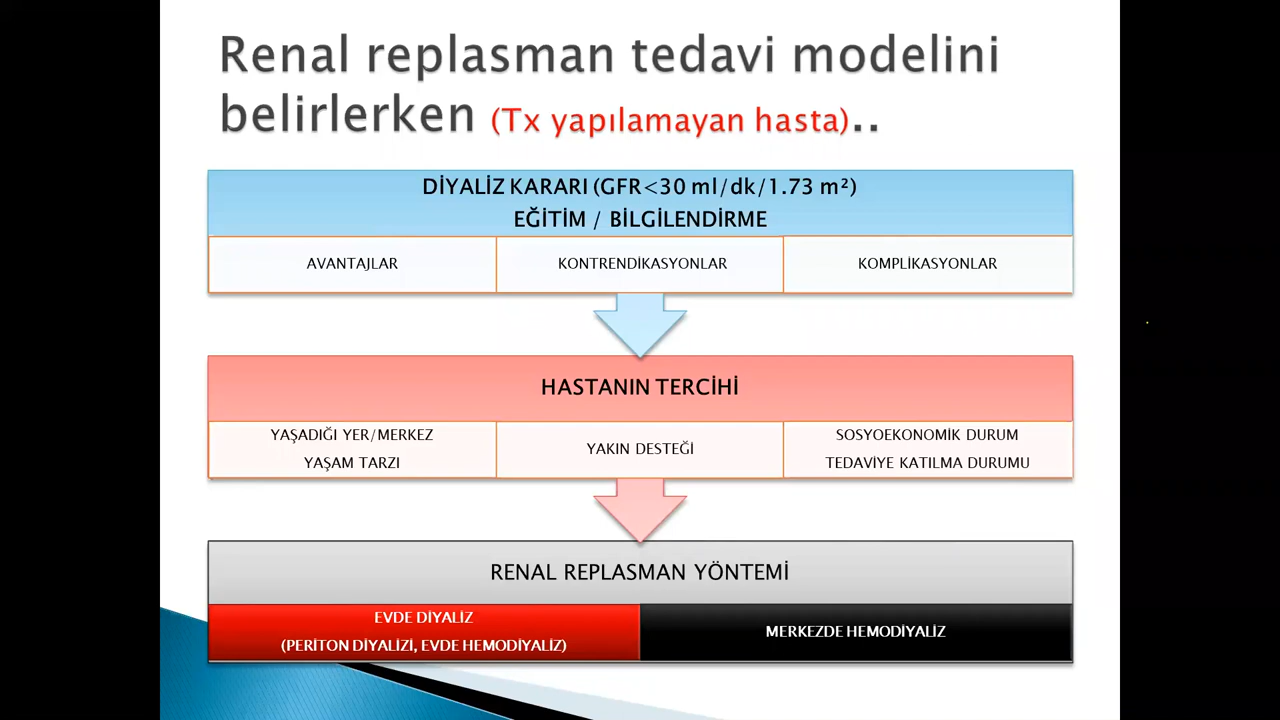 Renal replasman tedavi modelini
belirlerken (Tx yapılamayan hasta)..
DİYALİZ KARARI (GFR<30 ml/dk/1.73 m²)
EĞİTİM / BİLGİLENDİRME
AVANTAJLAR
KONTRENDİKASYONLAR
KOMPLİKASYONLAR
HASTANIN TERCİHİ
YAŞADIĞI YER/MERKEZ
YAŞAM TARZI
YAKIN DESTEĞİ
SOSYOEKONOMİK DURUM
TEDAVİYE KATILMA DURUMU
RENAL REPLASMAN YÖNTEMİ
EVDE DİYALİZ
(PERİTON DİYALİZİ, EVDE HEMODİYALİZ)
MERKEZDE HEMODİYALİZ